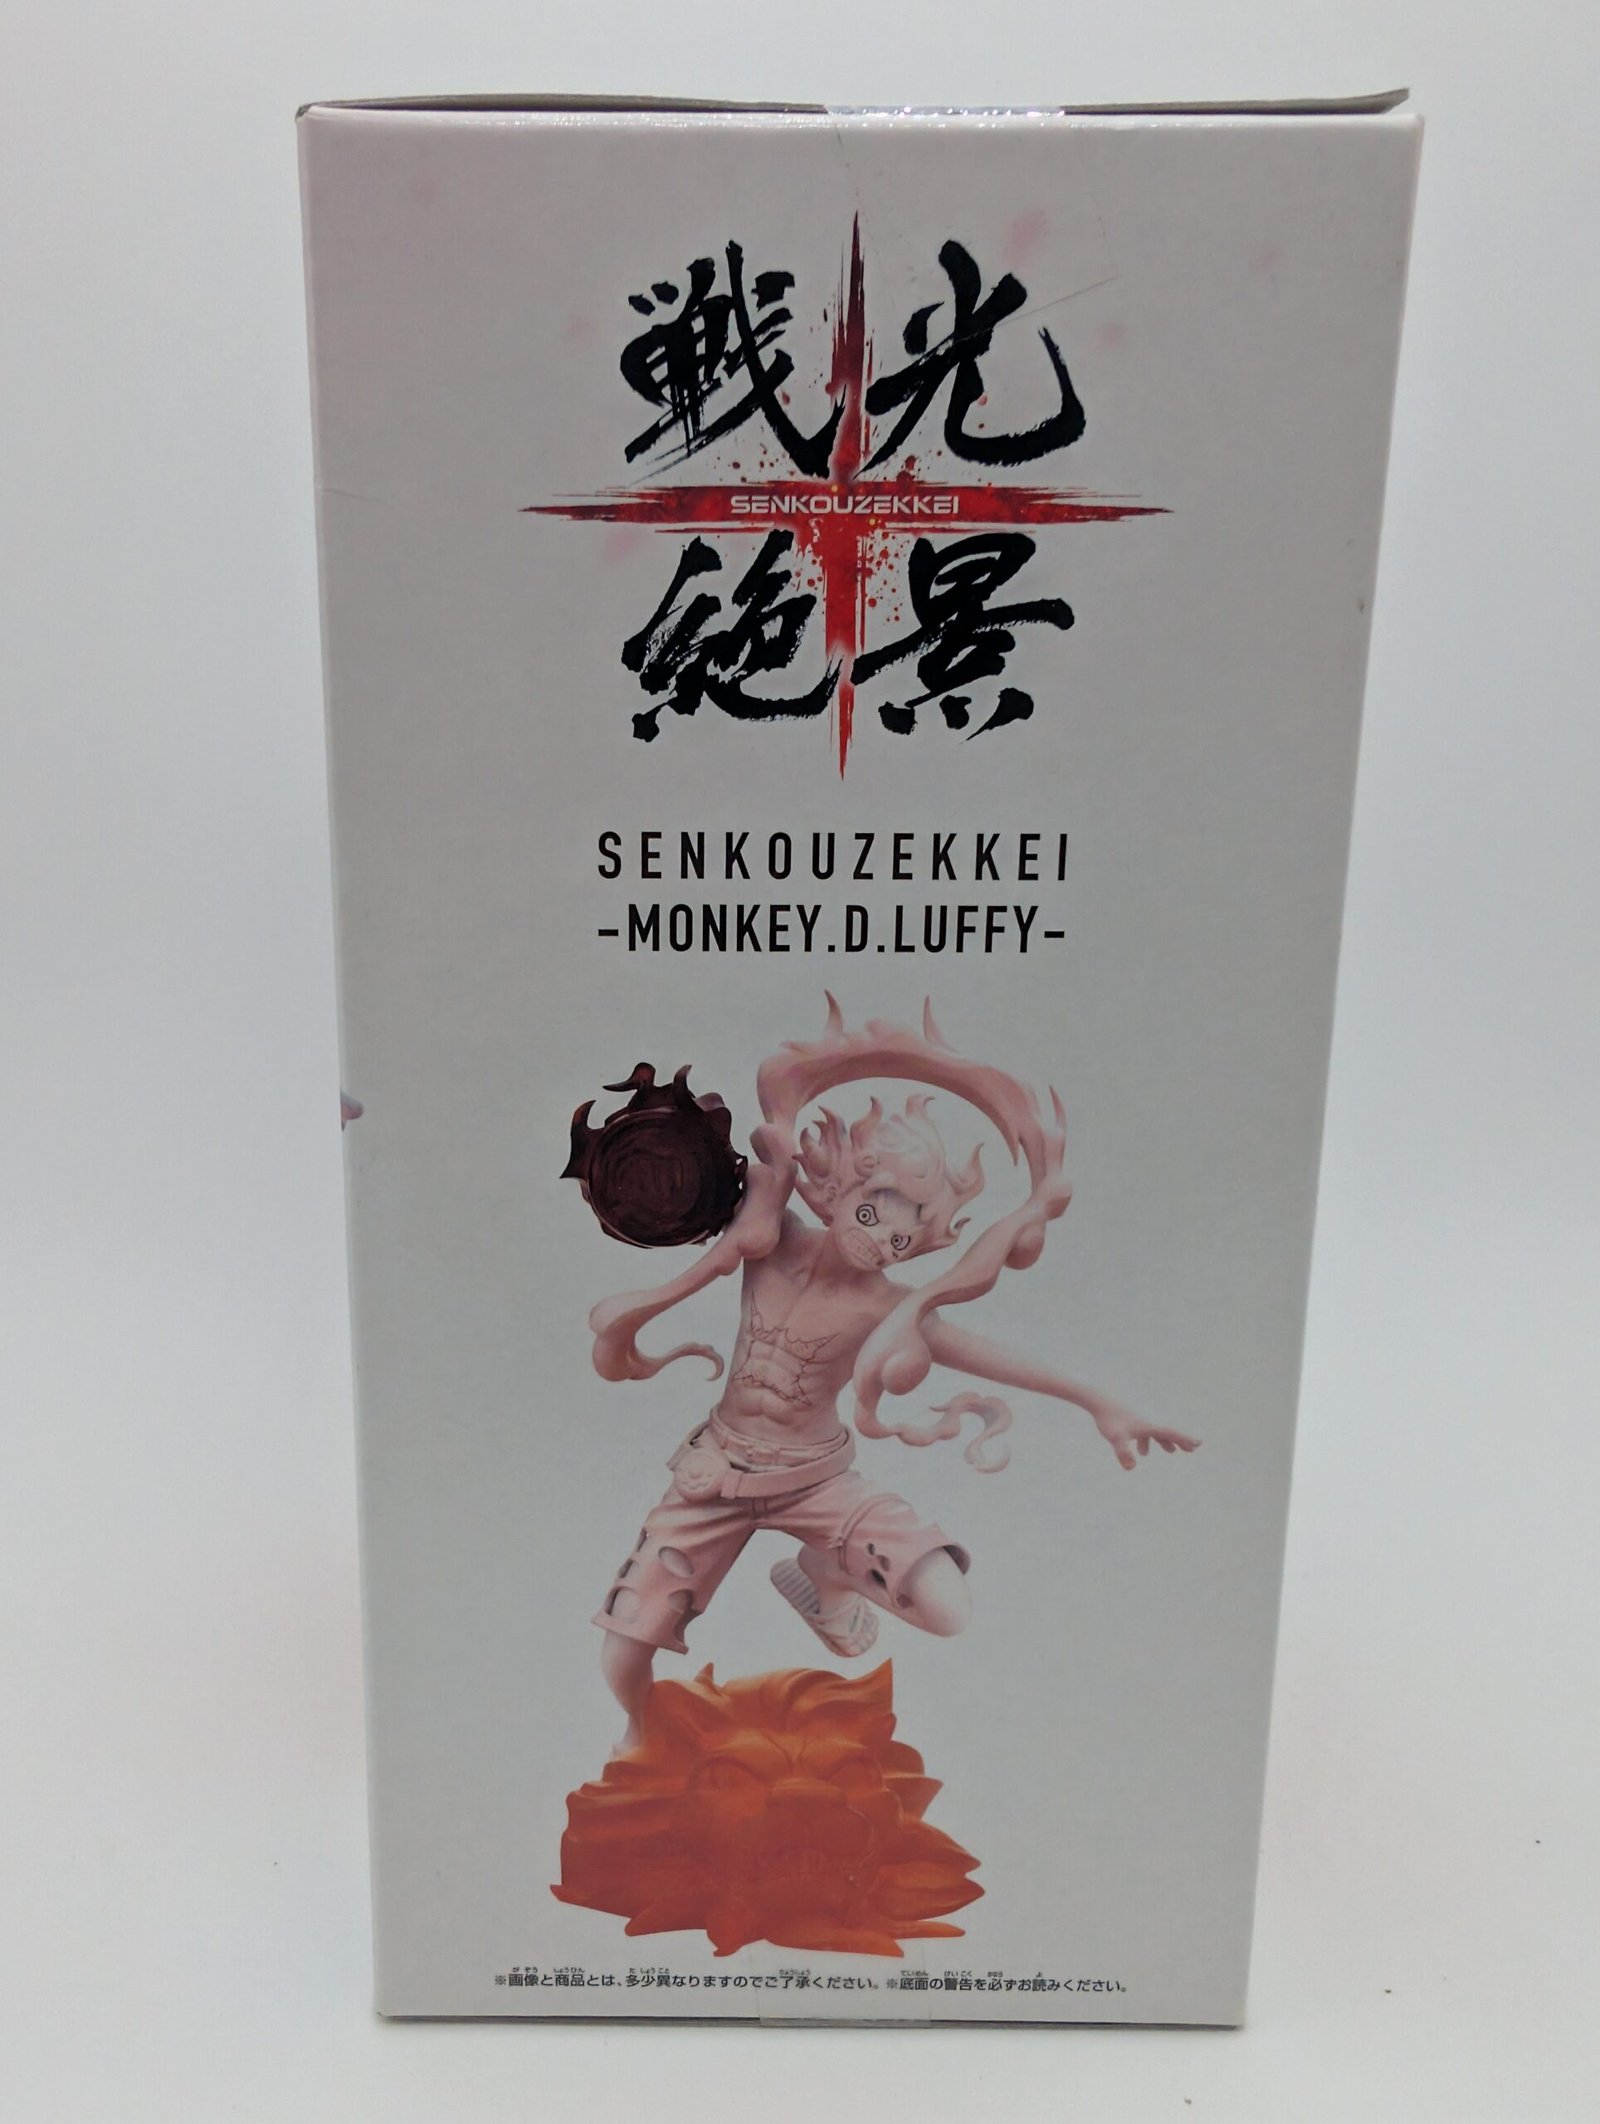 戦光
SENKOUZEKKEI
絶景
SENKOUZEKKEI
-MONKEY.D.LUFFY-
※画像と商品とは、多少異なりますのでご了承ください。※底面の警告を必ずお読みください。